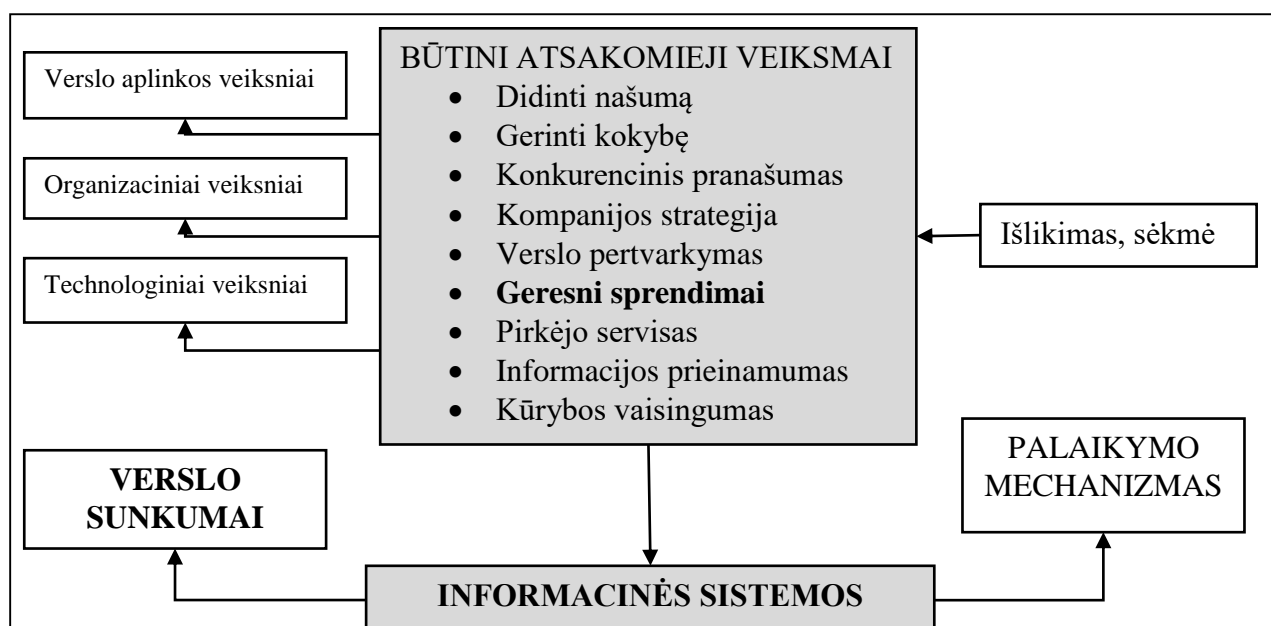 Verslo aplinkos veiksniai
Organizaciniai veiksniai
Technologiniai veiksniai
BŪTINI ATSAKOMIEJI VEIKSMAI
• Didinti našumą
• Gerinti kokybę
• Konkurencinis pranašumas
• Kompanijos strategija
• Verslo pertvarkymas
• Geresni sprendimai
• Pirkėjo servisas
• Informacijos prieinamumas
• Kūrybos vaisingumas
Išlikimas, sėkmė
VERSLO
SUNKUMAI
PALAIKYMO
MECHANIZMAS
INFORMACINĖS SISTEMOS